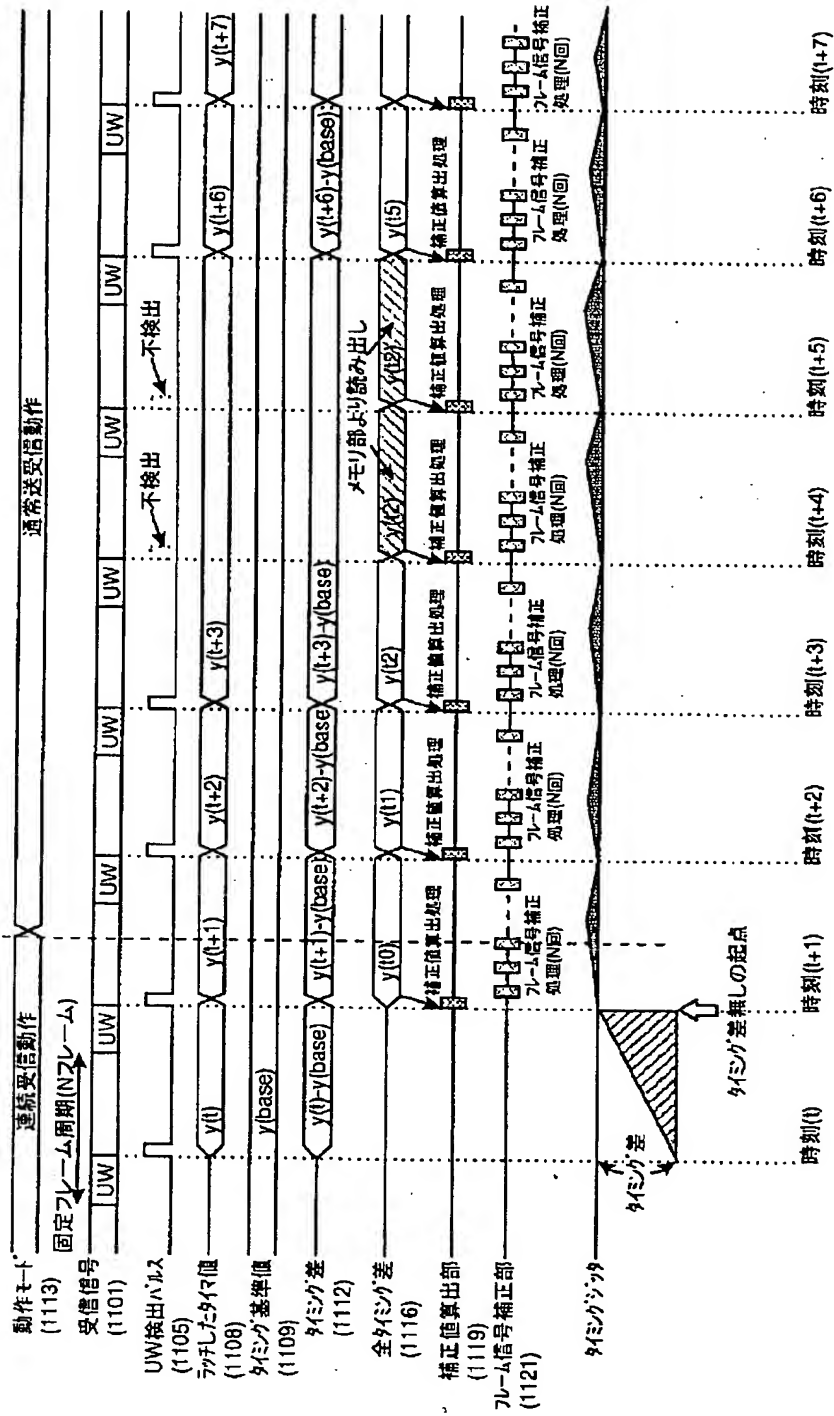 動作モード
(1113)
連続受信動作
通常送受信動作
固定フレーム周期(Nフレーム)
受信信号
(1101)
UW
UW
UW
UW
UW
UW
UW
UW
UW検出パルス
(1105)
不検出
不検出
ラッチしたタイマ値
(1108)
y(t)
y(t+1)
y(t+2)
y(t+3)
y(t+6)
y(t+7)
タイミング基準値
(1109)
y(base)
タイミング差
(1112)
y(t)-y(base)
y(t+1)-y(base)
y(t+2)-y(base)
y(t+3)-y(base)
y(t+6)-y(base)
メモリ部より読み出し
全タイミング差
(1116)
y(t0)
y(t1)
y(t2)
y(t2)
y(t2)
y(t5)
補正値算出部
(1119)
補正値算出処理
補正値算出処理
補正値算出処理
補正値算出処理
補正値算出処理
補正値算出処理
フレーム信号補正部
(1121)
フレーム信号補正
処理(N回)
フレーム信号補正
処理(N回)
フレーム信号補正
処理(N回)
フレーム信号補正
処理(N回)
フレーム信号補正
処理(N回)
フレーム信号補正
処理(N回)
フレーム信号補正
処理(N回)
タイミングジッタ
タイミング差
タイミング差無しの起点
時刻(t)
時刻(t+1)
時刻(t+2)
時刻(t+3)
時刻(t+4)
時刻(t+5)
時刻(t+6)
時刻(t+7)